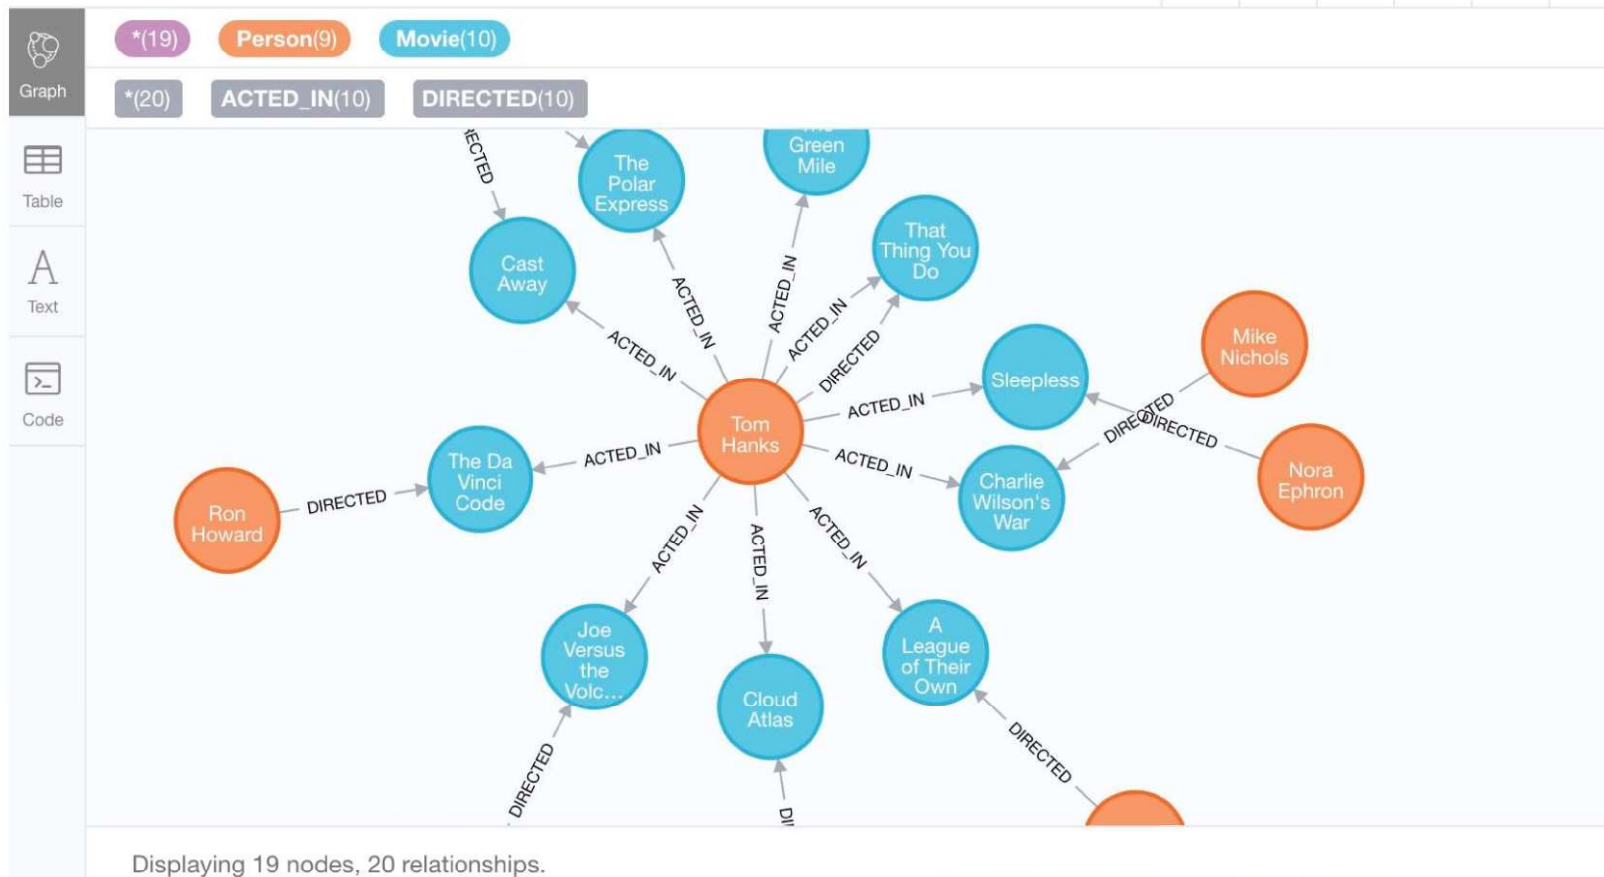 *(19) Person(9) Movie(10)
Graph
*(20) ACTED_IN(10) DIRECTED(10)
Table
Text
Code
The
Polar
Express
Green
Mile
That
Thing You
Do
Cast
Away
Sleepless
Mike
Nichols
Nora
Ephron
Tom
Hanks
The Da
Vinci
Code
Ron
Howard
Charlie
Wilson's
War
Joe
Versus
the
Volc...
Cloud
Atlas
A
League
of Their
Own
RECTED
ACTED_IN
ACTED_IN
ACTED_IN
ACTED_IN
DIRECTED
ACTED_IN
ACTED_IN
ACTED_IN
DIRECTED
DIRECTED
DIRECTED
ACTED_IN
ACTED_IN
ACTED_IN
DIRECTED
DIRECTED
DI
Displaying 19 nodes, 20 relationships.